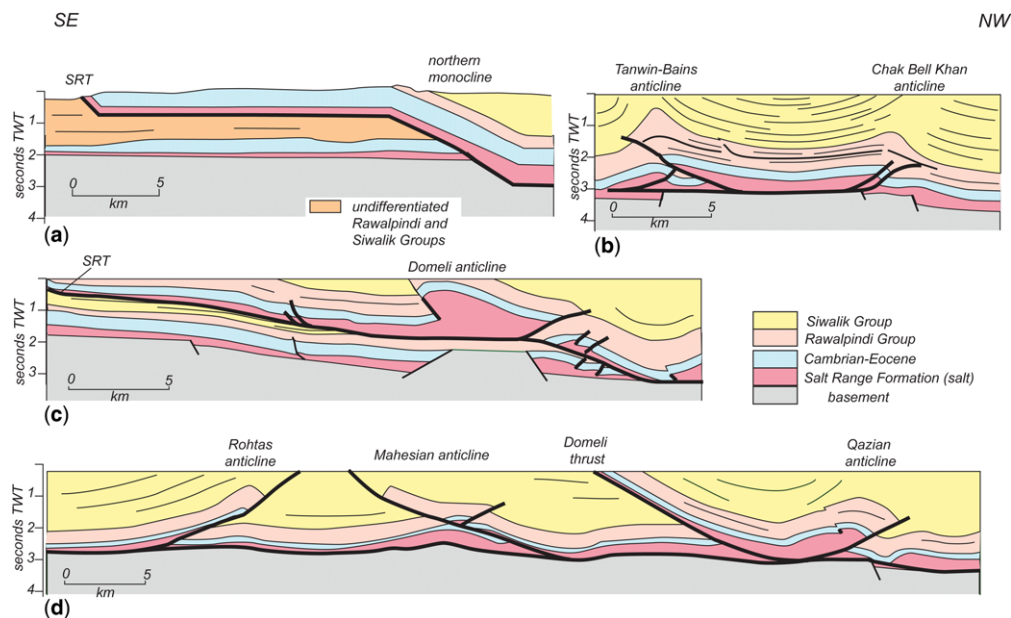 SE
NW
SRT
northern
monocline
seconds TWT
1
2
3
4
0 5
km
undifferentiated
Rawalpindi and
Siwalik Groups
(a)
Tanwin-Bains
anticline
Chak Bell Khan
anticline
seconds TWT
1
2
3
4
0 5
km
(b)
SRT
Domeli anticline
seconds TWT
1
2
3
0 5
km
(c)
Siwalik Group
Rawalpindi Group
Cambrian-Eocene
Salt Range Formation (salt)
basement
Rohtas
anticline
Mahesian anticline
Domeli
thrust
Qazian
anticline
seconds TWT
1
2
3
4
0 5
km
(d)